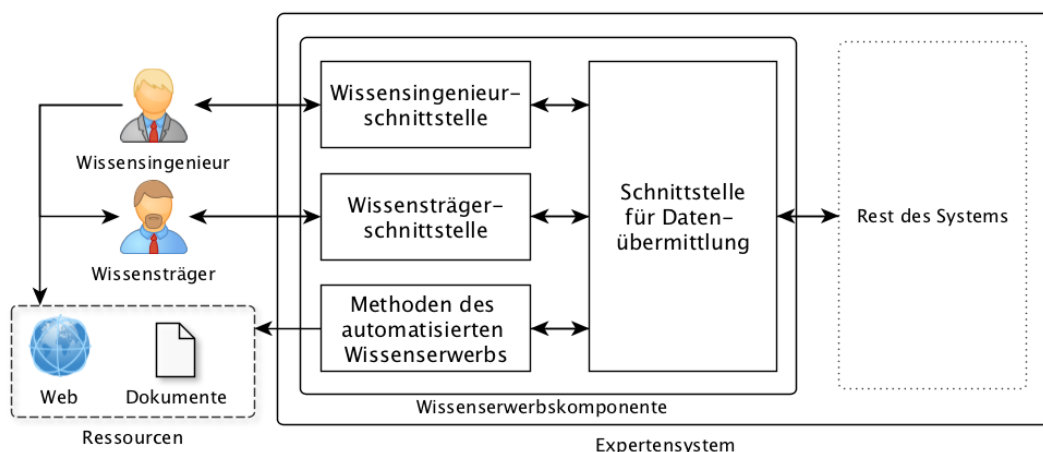 Wissensingenieur
Wissensträger
Web
Dokumente
Ressourcen
Wissensingenieur-
schnittstelle
Wissensträger-
schnittstelle
Methoden des
automatisierten
Wissenserwerbs
Schnittstelle
für Daten-
übermittlung
Rest des Systems
Wissenserwerbskomponente
Expertensystem